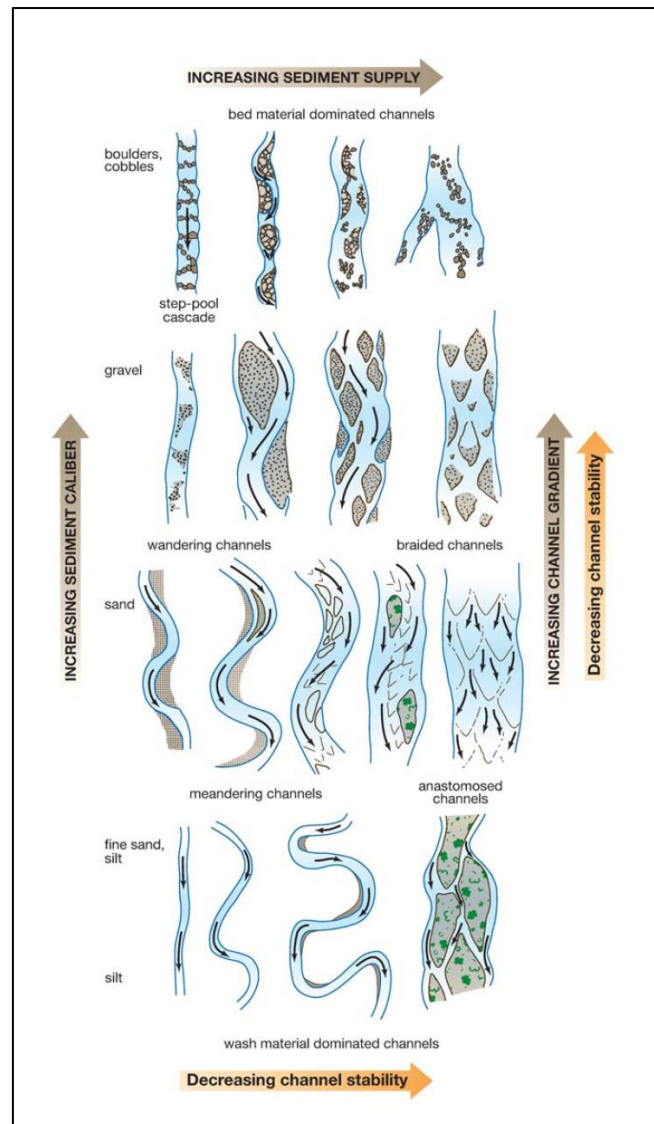 INCREASING SEDIMENT SUPPLY
bed material dominated channels
boulders,
cobbles
step-pool
cascade
gravel
INCREASING SEDIMENT CALIBER
INCREASING CHANNEL GRADIENT
Decreasing channel stability
wandering channels
braided channels
sand
meandering channels
anastomosed
channels
fine sand,
silt
silt
wash material dominated channels
Decreasing channel stability